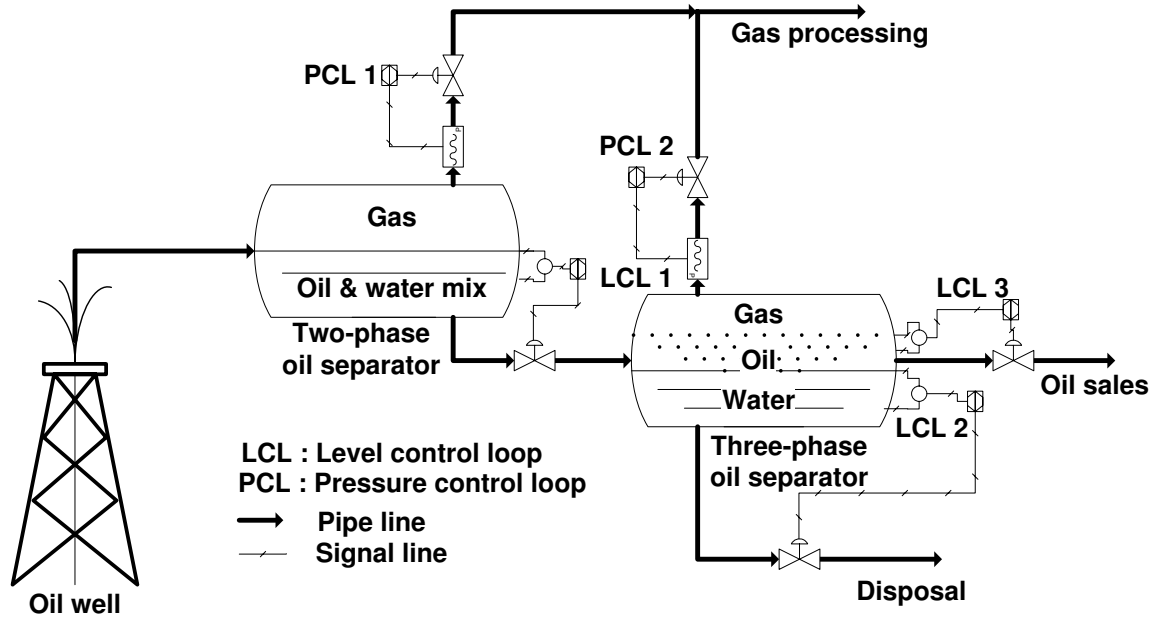 Gas processing
PCL 1
PCL 2
Gas
LCL 1
Oil & water mix
LCL 3
Gas
Two-phase
oil separator
Oil
Oil sales
Water
LCL 2
Three-phase
oil separator
LCL : Level control loop
PCL : Pressure control loop
Pipe line
Signal line
Disposal
Oil well